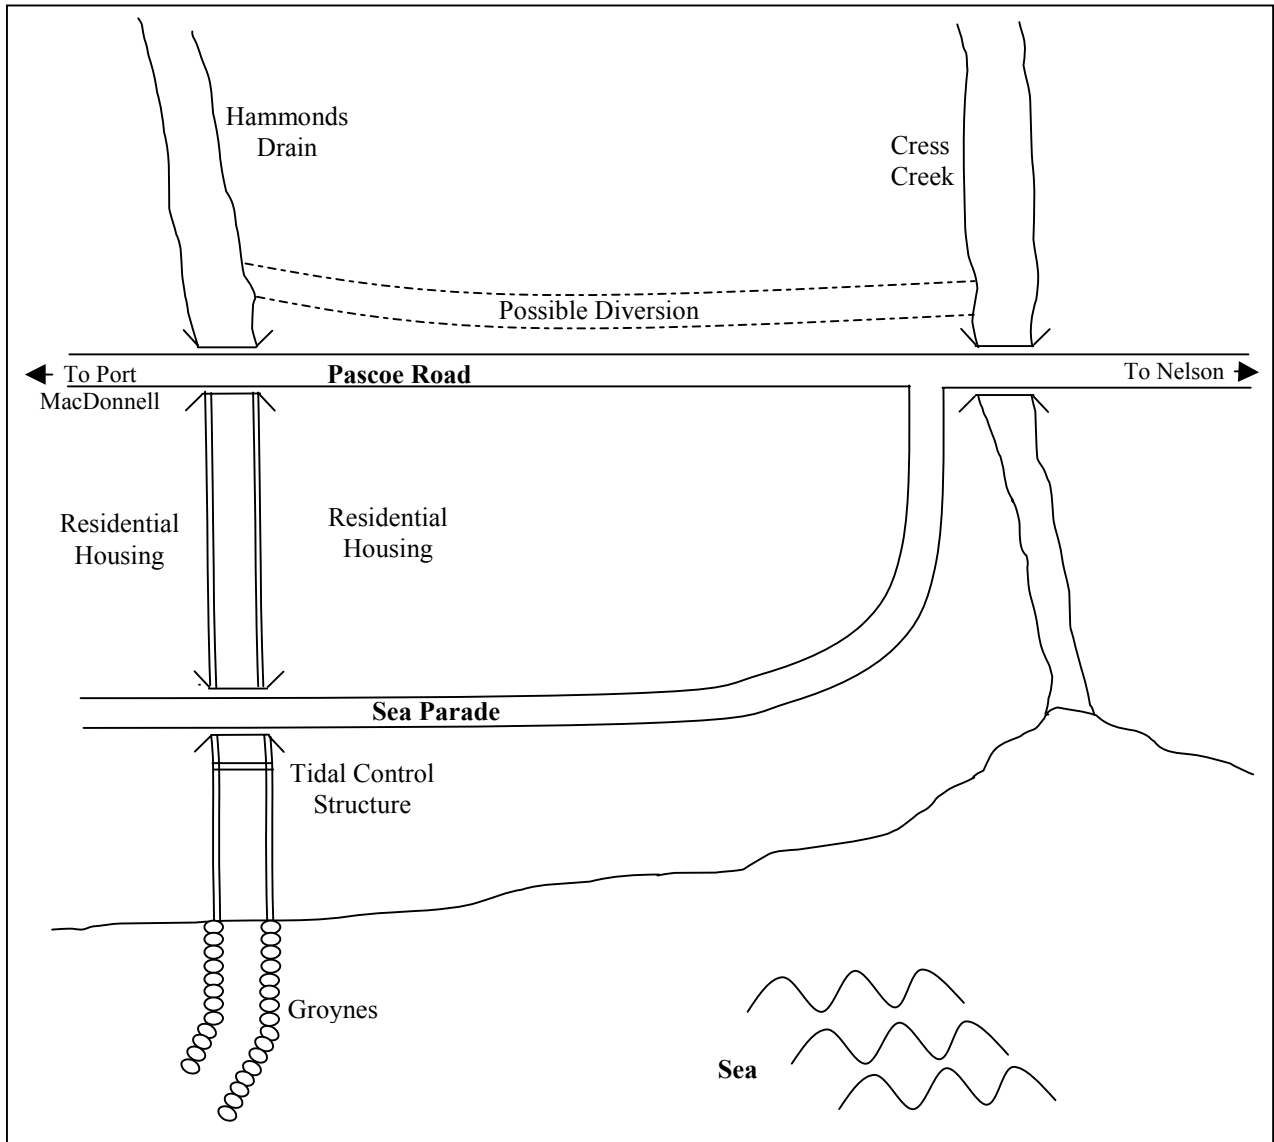 Hammonds
Drain
Cress
Creek
Possible Diversion
To Port
MacDonnell
Pascoe Road
To Nelson
Residential
Housing
Residential
Housing
Sea Parade
Tidal Control
Structure
Groynes
Sea